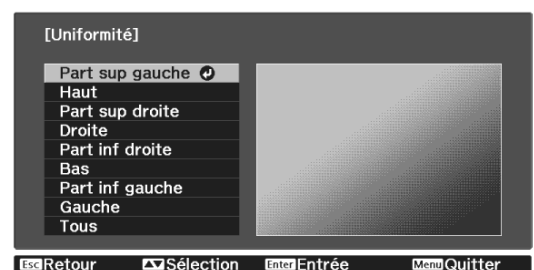 [Uniformité]
Part sup gauche
Haut
Part sup droite
Droite
Part inf droite
Bas
Part inf gauche
Gauche
Tous
Esc Retour Sélection Enter Entrée Menu Quitter